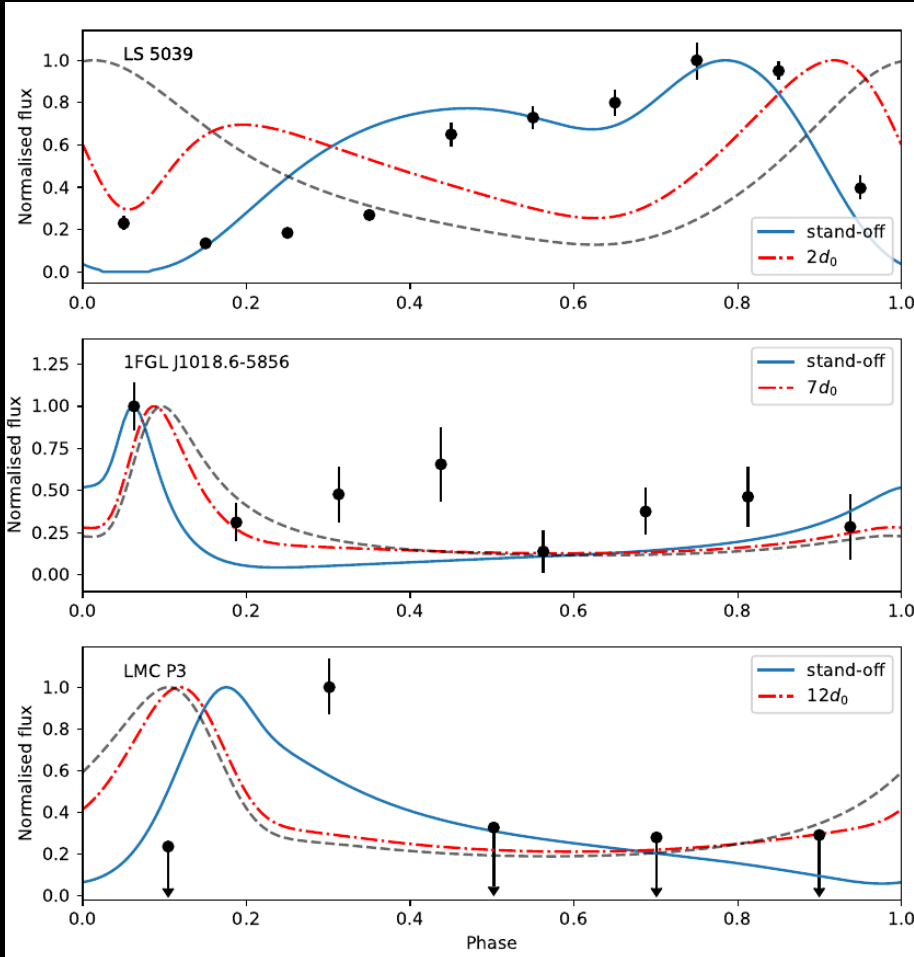 LS 5039
Normalised flux
1.0
0.8
0.6
0.4
0.2
0.0
stand-off
2d₀
0.0 0.2 0.4 0.6 0.8 1.0
1FGL J1018.6-5856
Normalised flux
1.25
1.00
0.75
0.50
0.25
0.00
stand-off
7d₀
0.0 0.2 0.4 0.6 0.8 1.0
LMC P3
Normalised flux
1.0
0.8
0.6
0.4
0.2
0.0
stand-off
12d₀
0.0 0.2 0.4 0.6 0.8 1.0
Phase